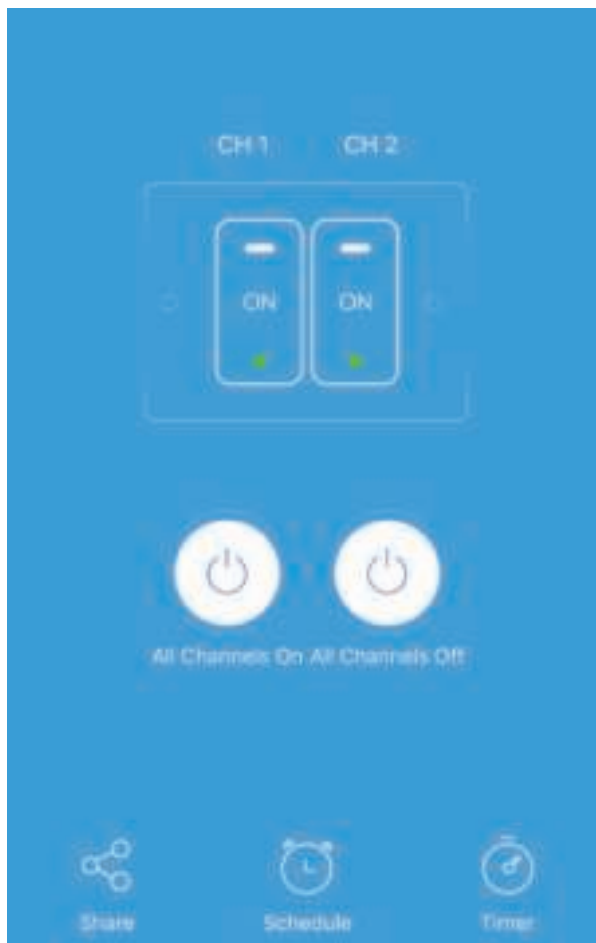 CH 1 CH 2
ON ON
All Channels On All Channels Off
Share Schedule Timer